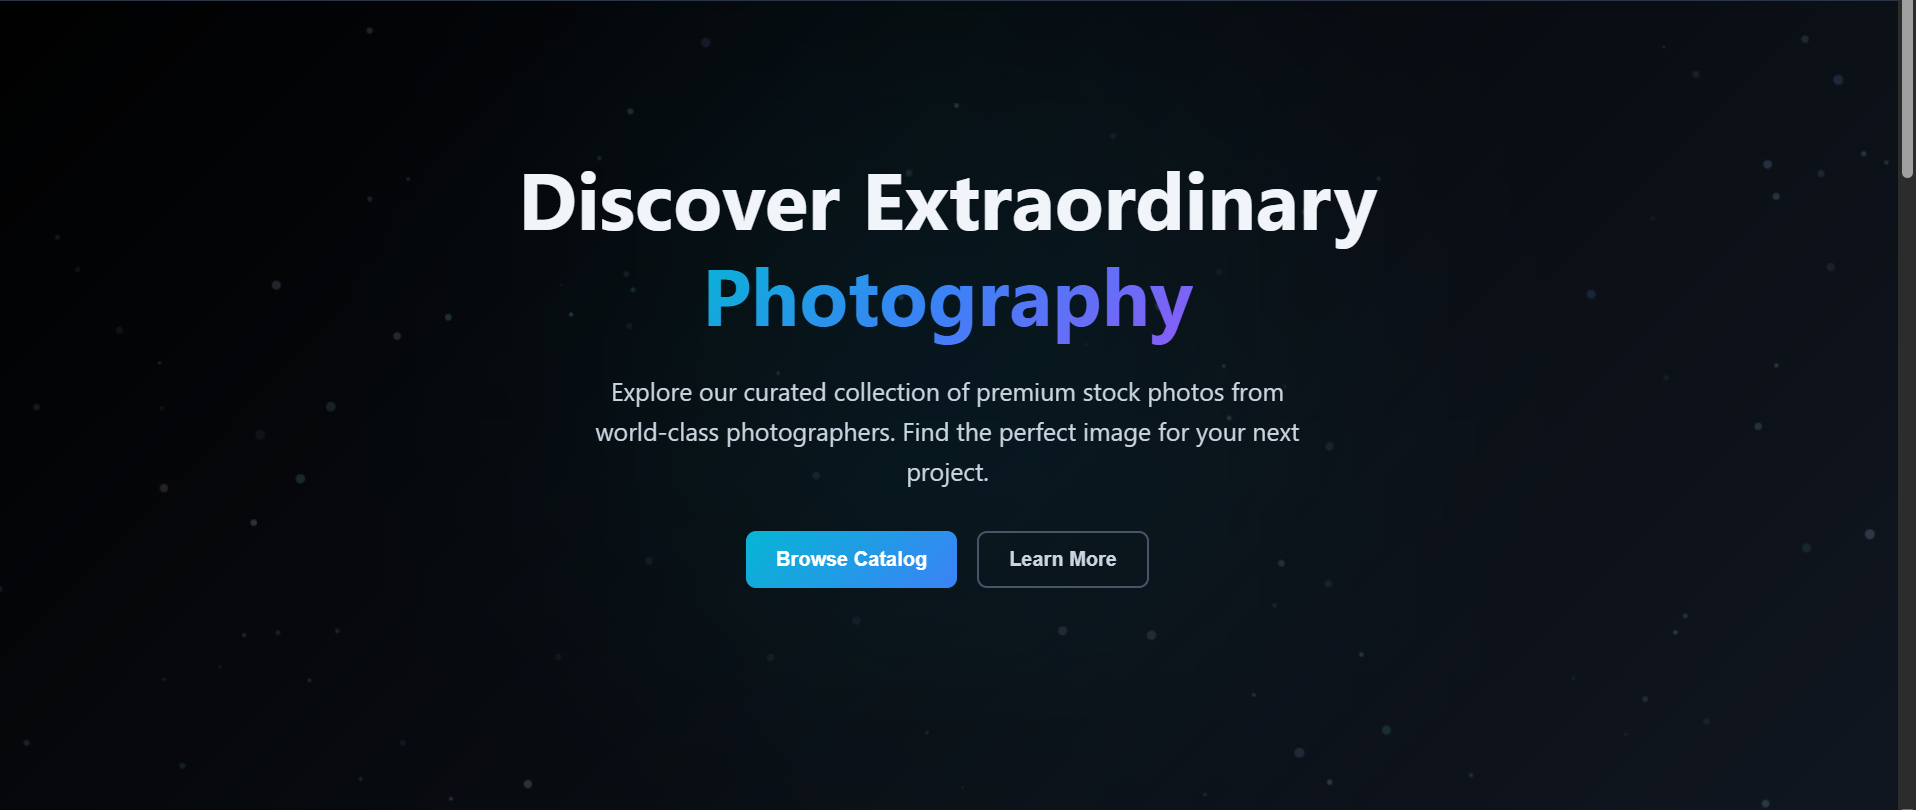 Discover Extraordinary
Photography
Explore our curated collection of premium stock photos from
world-class photographers. Find the perfect image for your next
project.
Browse Catalog
Learn More